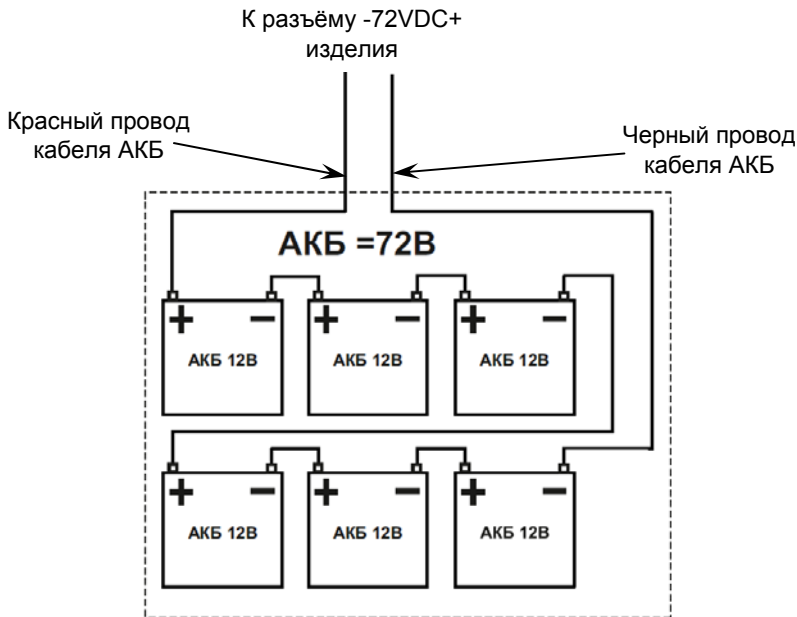 К разъёму -72VDC+
изделия
Красный провод
кабеля АКБ
Черный провод
кабеля АКБ
АКБ =72В
+ − + − + −
АКБ 12В АКБ 12В АКБ 12В
+ − + − + −
АКБ 12В АКБ 12В АКБ 12В